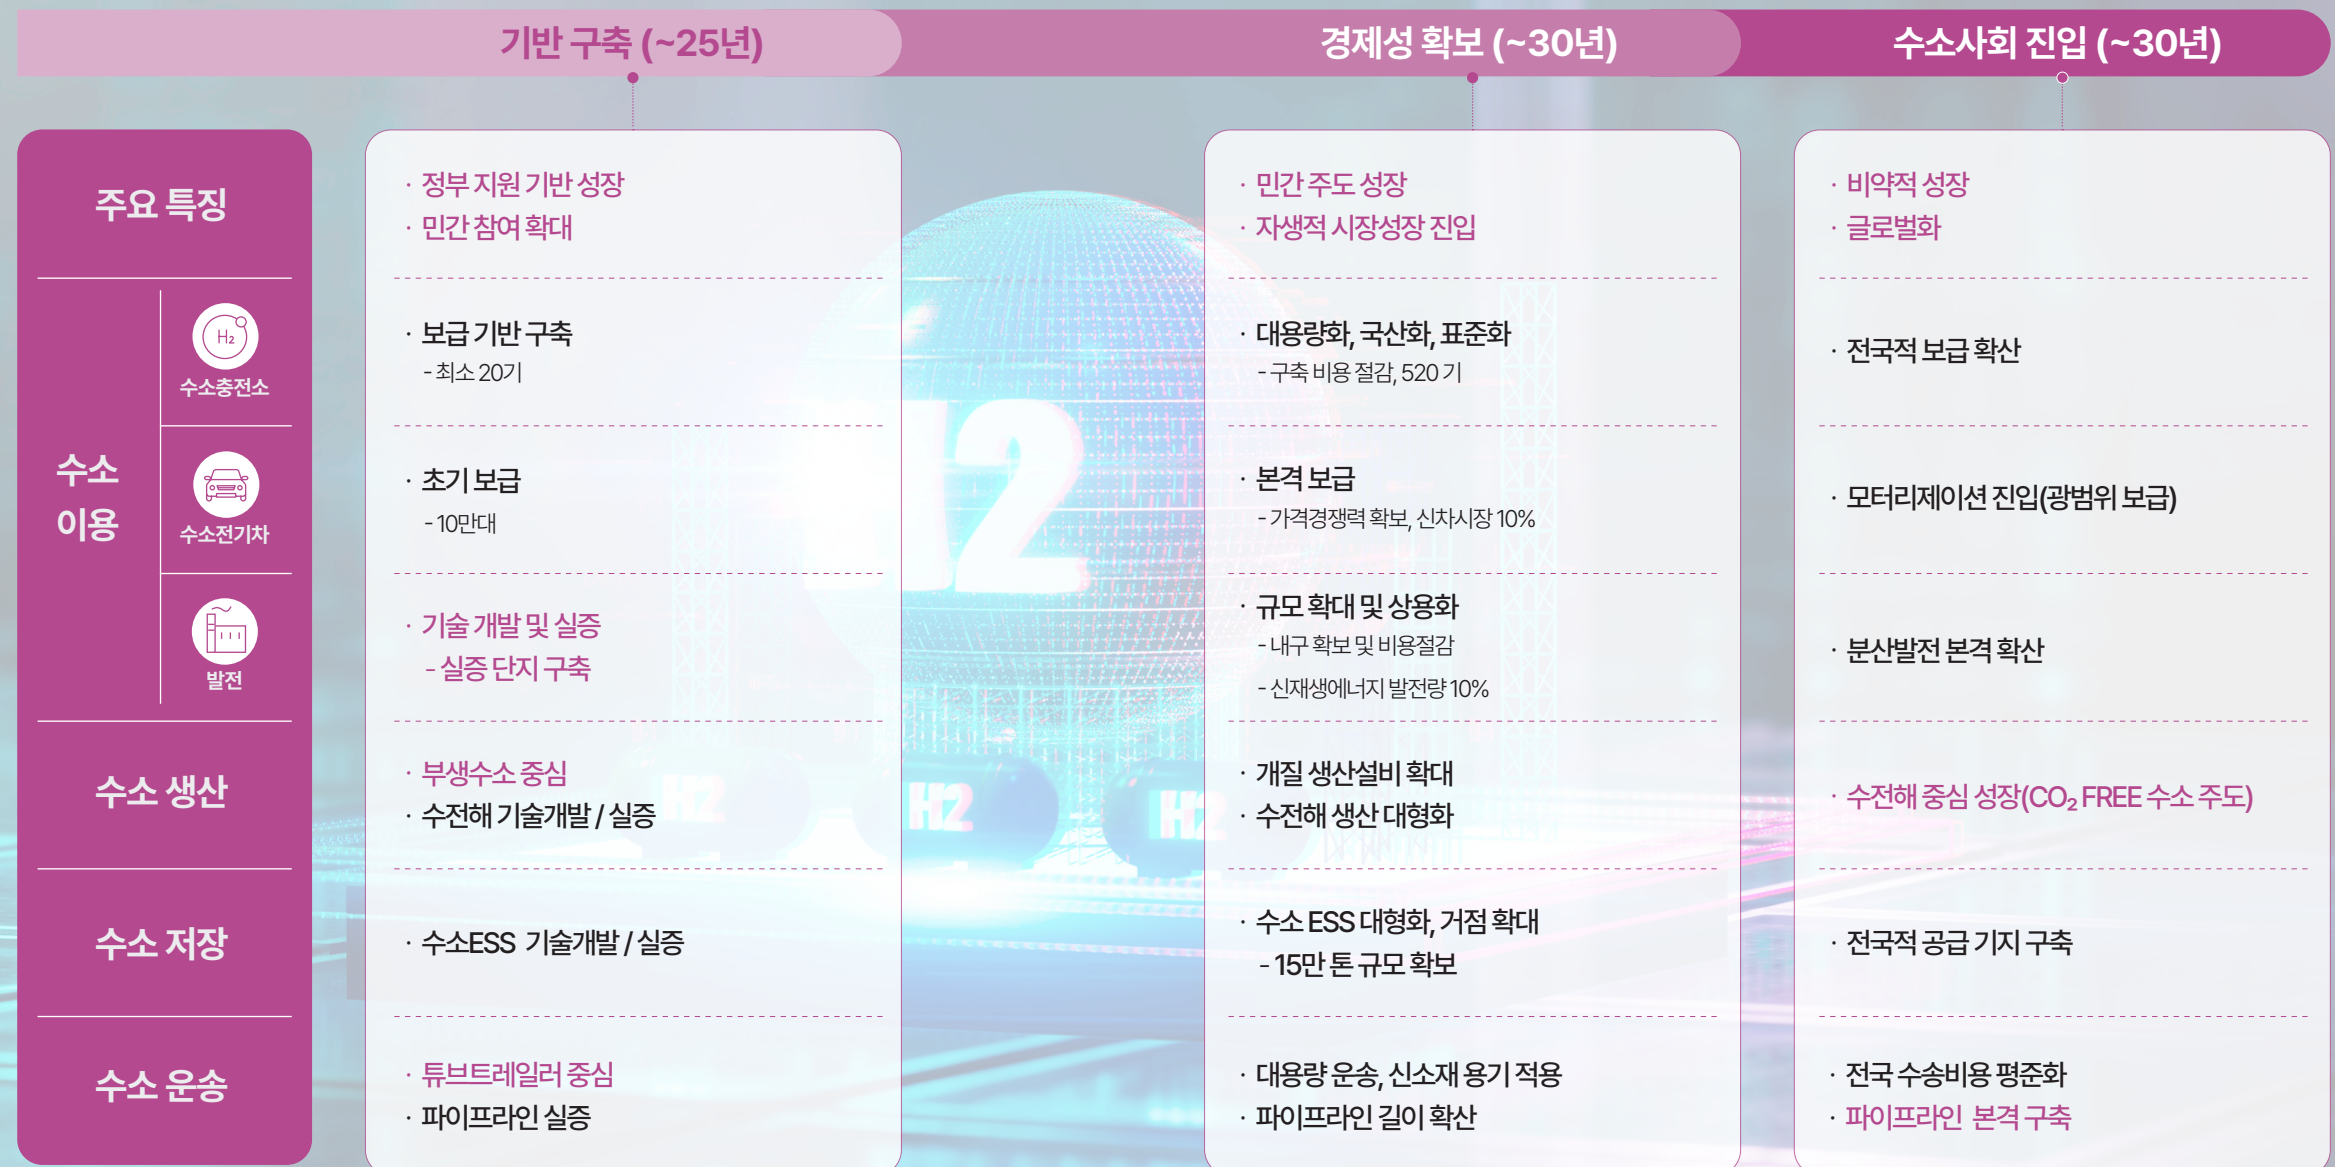 기반 구축 (~25년)
경제성 확보 (~30년)
수소사회 진입 (~30년)
주요 특징
· 정부 지원 기반 성장
· 민간 참여 확대
· 민간 주도 성장
· 자생적 시장성장 진입
· 비약적 성장
· 글로벌화
수소
이용
H₂
수소충전소
· 보급 기반 구축
- 최소 20기
· 대용량화, 국산화, 표준화
- 구축 비용 절감, 520 기
· 전국적 보급 확산
수소전기차
· 초기 보급
- 10만대
· 본격 보급
- 가격경쟁력 확보, 신차시장 10%
· 모터리제이션 진입(광범위 보급)
발전
· 기술 개발 및 실증
- 실증 단지 구축
· 규모 확대 및 상용화
- 내구 확보 및 비용절감
- 신재생에너지 발전량 10%
· 분산발전 본격 확산
수소 생산
· 부생수소 중심
· 수전해 기술개발 / 실증
· 개질 생산설비 확대
· 수전해 생산 대형화
· 수전해 중심 성장(CO₂ FREE 수소 주도)
수소 저장
· 수소ESS 기술개발 / 실증
· 수소 ESS 대형화, 거점 확대
- 15만 톤 규모 확보
· 전국적 공급 기지 구축
수소 운송
· 튜브트레일러 중심
· 파이프라인 실증
· 대용량 운송, 신소재 용기 적용
· 파이프라인 길이 확산
· 전국 수송비용 평준화
· 파이프라인 본격 구축
H2
H2
H2
H2